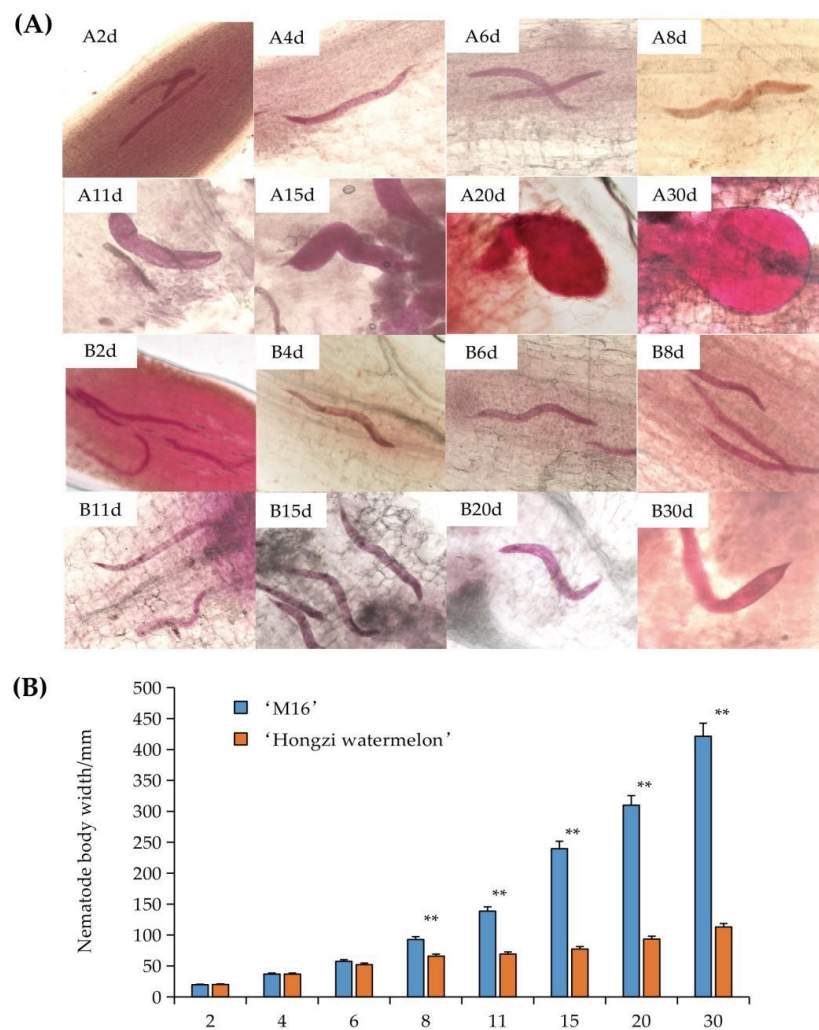 (A)
A2d A4d A6d A8d
A11d A15d A20d A30d
B2d B4d B6d B8d
B11d B15d B20d B30d
(B)
Nematode body width/mm
500
450
400
350
300
250
200
150
100
50
0
‘M16’
‘Hongzi watermelon’
** ** ** ** **
2 4 6 8 11 15 20 30